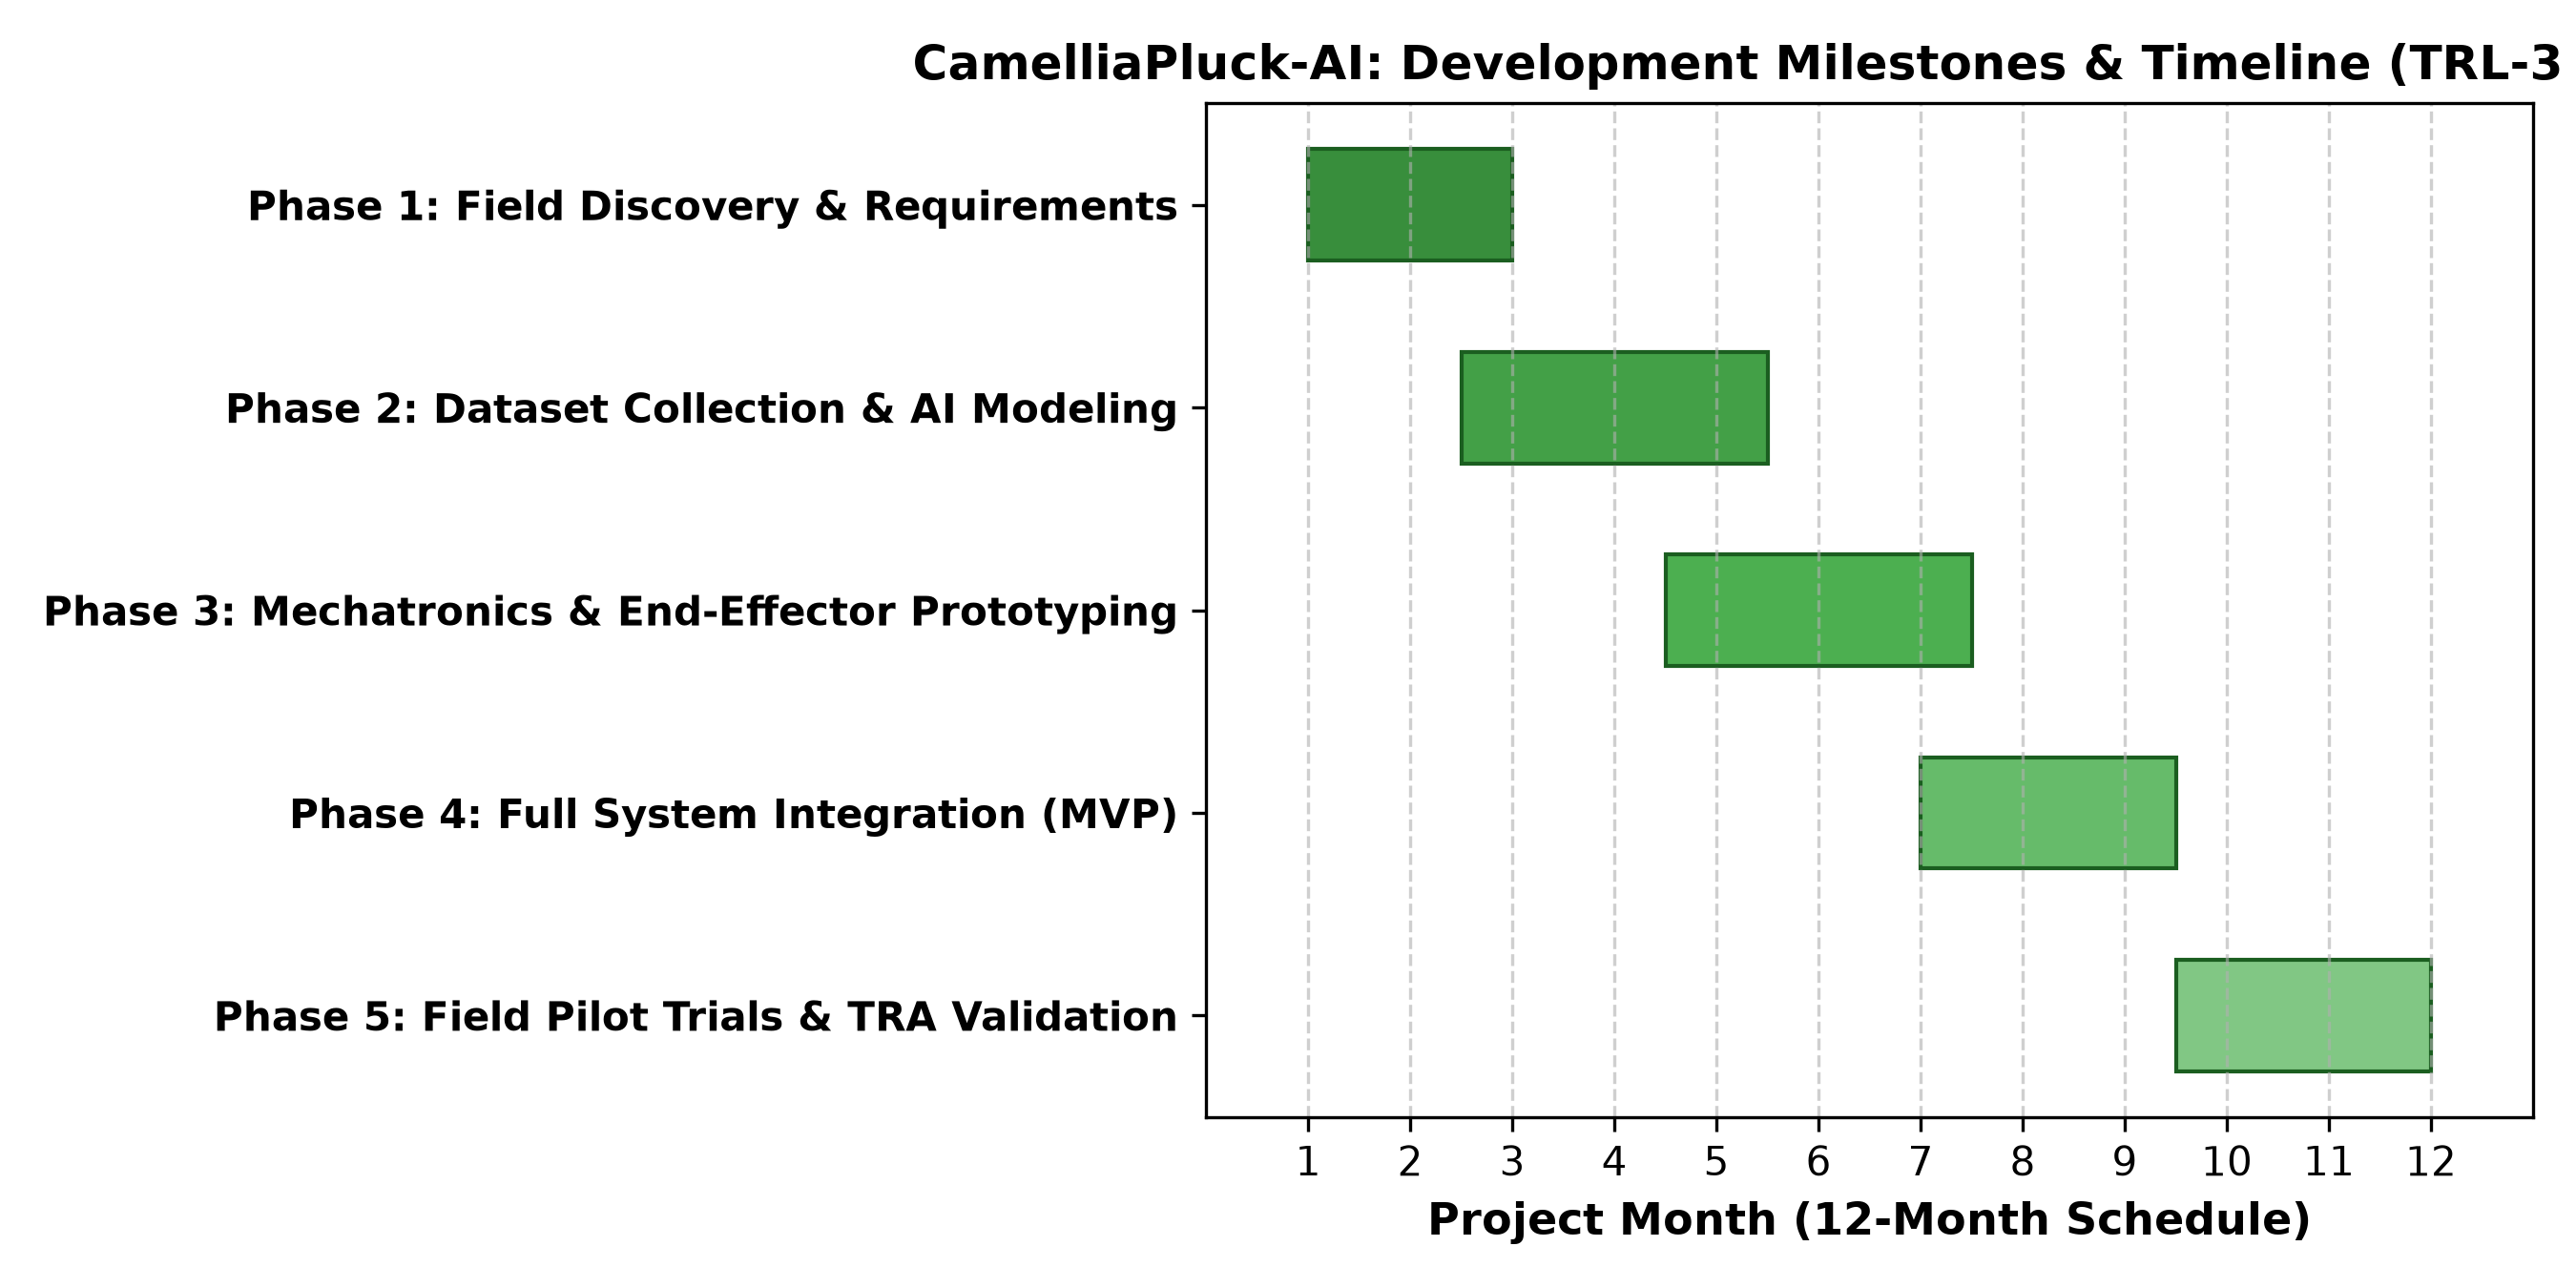 CamelliaPluck-AI: Development Milestones & Timeline (TRL-3
Phase 1: Field Discovery & Requirements
Phase 2: Dataset Collection & AI Modeling
Phase 3: Mechatronics & End-Effector Prototyping
Phase 4: Full System Integration (MVP)
Phase 5: Field Pilot Trials & TRA Validation
1 2 3 4 5 6 7 8 9 10 11 12
Project Month (12-Month Schedule)